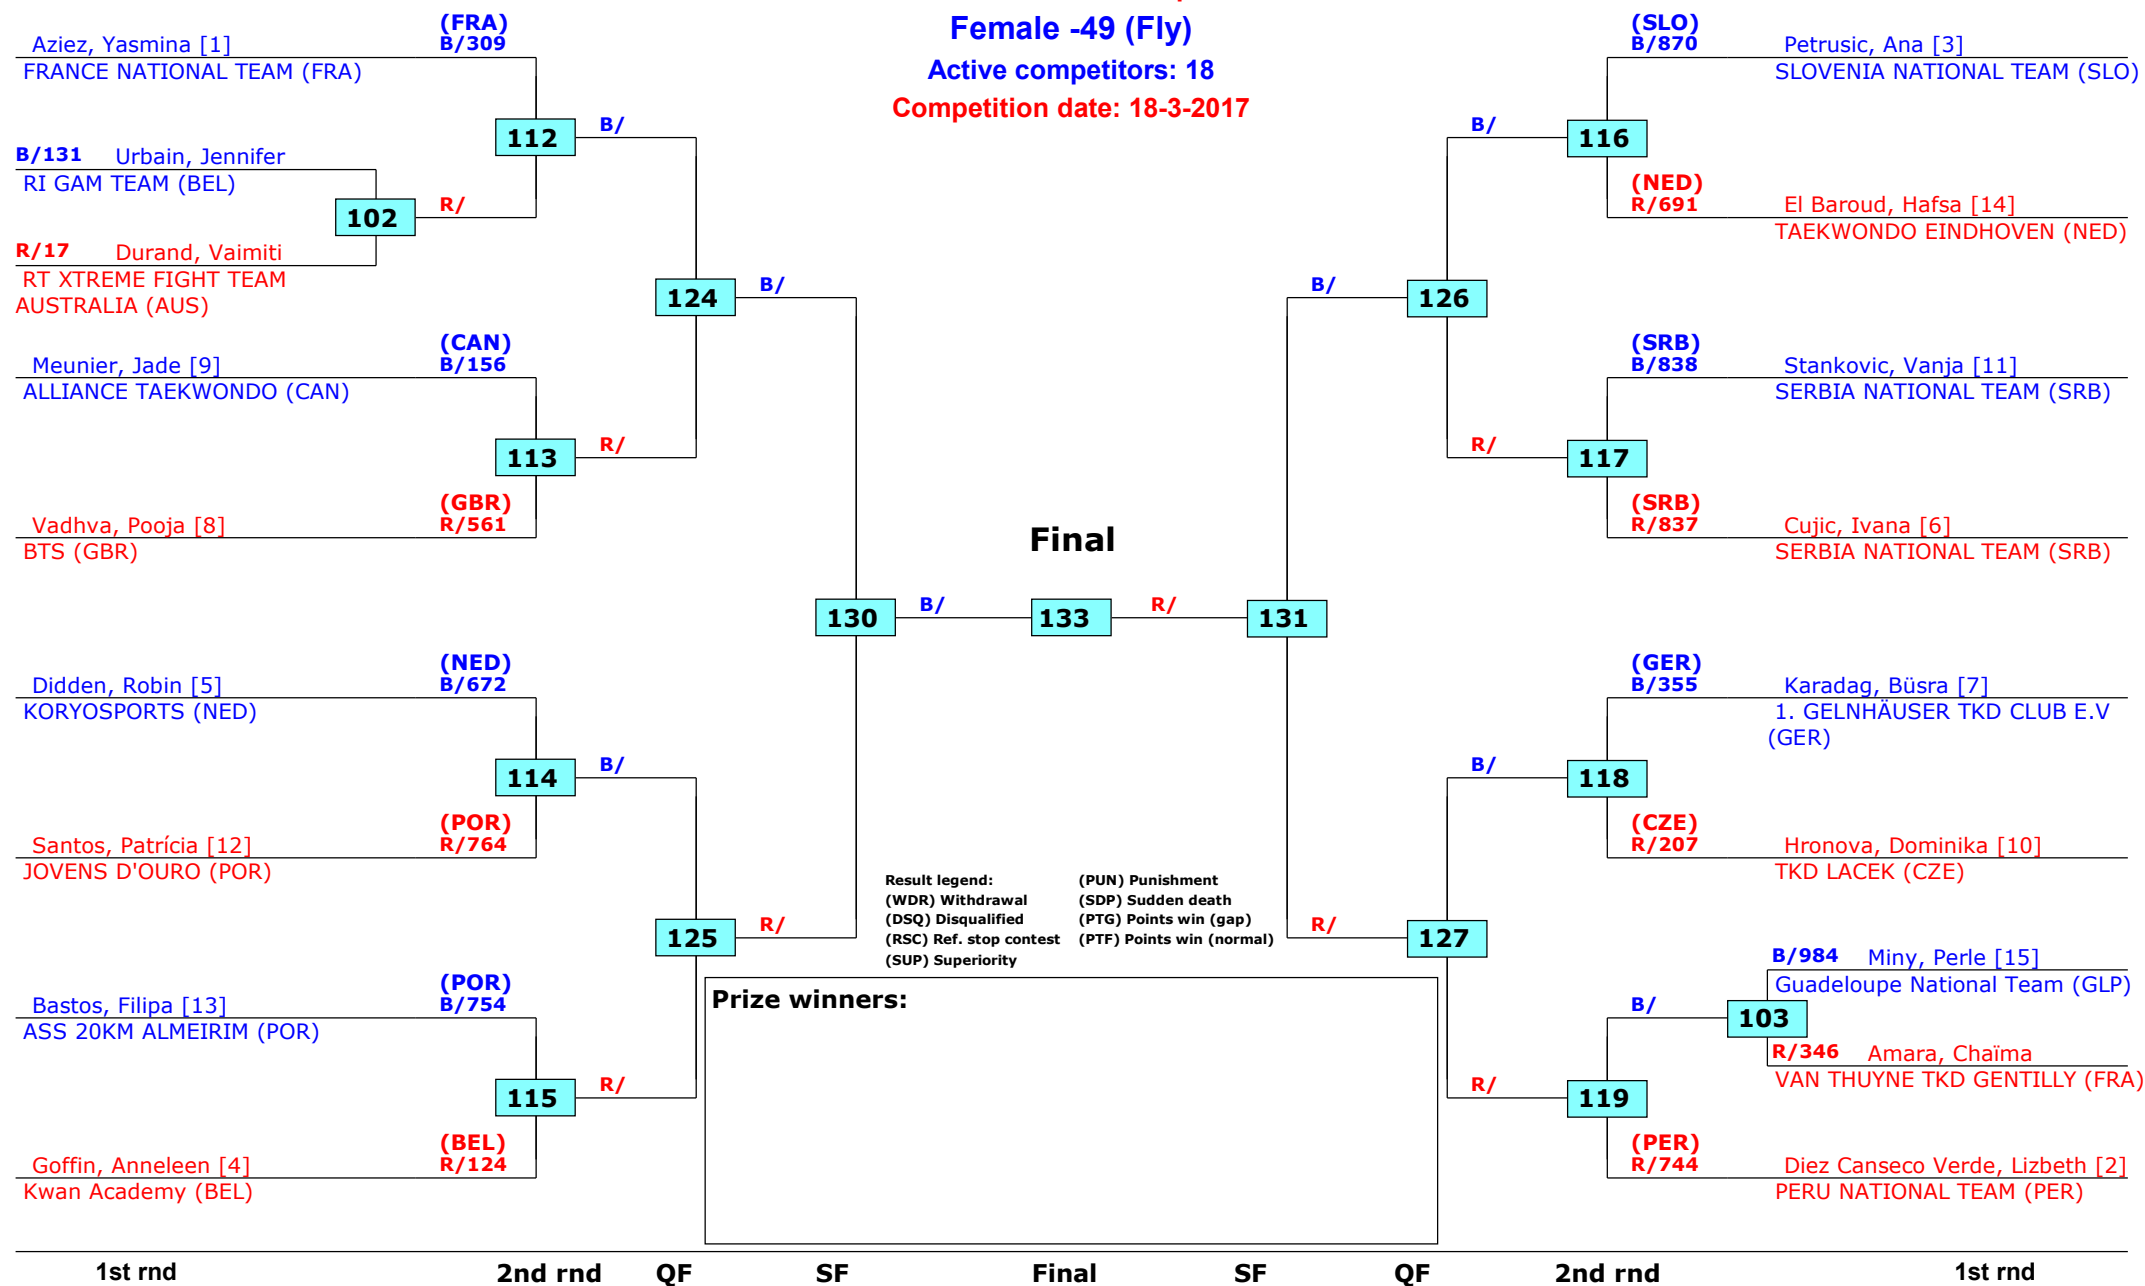 Female -49 (Fly)
Active competitors: 18
Competition date: 18-3-2017
(FRA)
Aziez, Yasmina [1] B/309
FRANCE NATIONAL TEAM (FRA)
112
B/
B/131 Urbain, Jennifer
RI GAM TEAM (BEL)
102
R/
R/17 Durand, Vaimiti
RT XTREME FIGHT TEAM
AUSTRALIA (AUS)
124
B/
(CAN)
Meunier, Jade [9] B/156
ALLIANCE TAEKWONDO (CAN)
113
R/
(GBR)
Vadhva, Pooja [8] R/561
BTS (GBR)
130
B/
(NED)
Didden, Robin [5] B/672
KORYOSPORTS (NED)
114
B/
(POR)
Santos, Patrícia [12] R/764
JOVENS D'OURO (POR)
125
R/
(POR)
Bastos, Filipa [13] B/754
ASS 20KM ALMEIRIM (POR)
115
R/
(BEL)
Goffin, Anneleen [4] R/124
Kwan Academy (BEL)
Final
133
R/
131
(SLO)
B/870 Petrusic, Ana [3]
SLOVENIA NATIONAL TEAM (SLO)
B/
116
(NED)
R/691 El Baroud, Hafsa [14]
TAEKWONDO EINDHOVEN (NED)
B/
126
(SRB)
B/838 Stankovic, Vanja [11]
SERBIA NATIONAL TEAM (SRB)
R/
117
(SRB)
R/837 Cujic, Ivana [6]
SERBIA NATIONAL TEAM (SRB)
(GER)
B/355 Karadag, Büsra [7]
1. GELNHÄUSER TKD CLUB E.V
(GER)
B/
118
(CZE)
R/207 Hronova, Dominika [10]
TKD LACEK (CZE)
R/
127
B/984 Miny, Perle [15]
Guadeloupe National Team (GLP)
B/
103
R/346 Amara, Chaïma
VAN THUYNE TKD GENTILLY (FRA)
R/
119
(PER)
R/744 Diez Canseco Verde, Lizbeth [2]
PERU NATIONAL TEAM (PER)
Result legend: (PUN) Punishment
(WDR) Withdrawal (SDP) Sudden death
(DSQ) Disqualified (PTG) Points win (gap)
(RSC) Ref. stop contest (PTF) Points win (normal)
(SUP) Superiority
Prize winners:
1st rnd 2nd rnd QF SF Final SF QF 2nd rnd 1st rnd